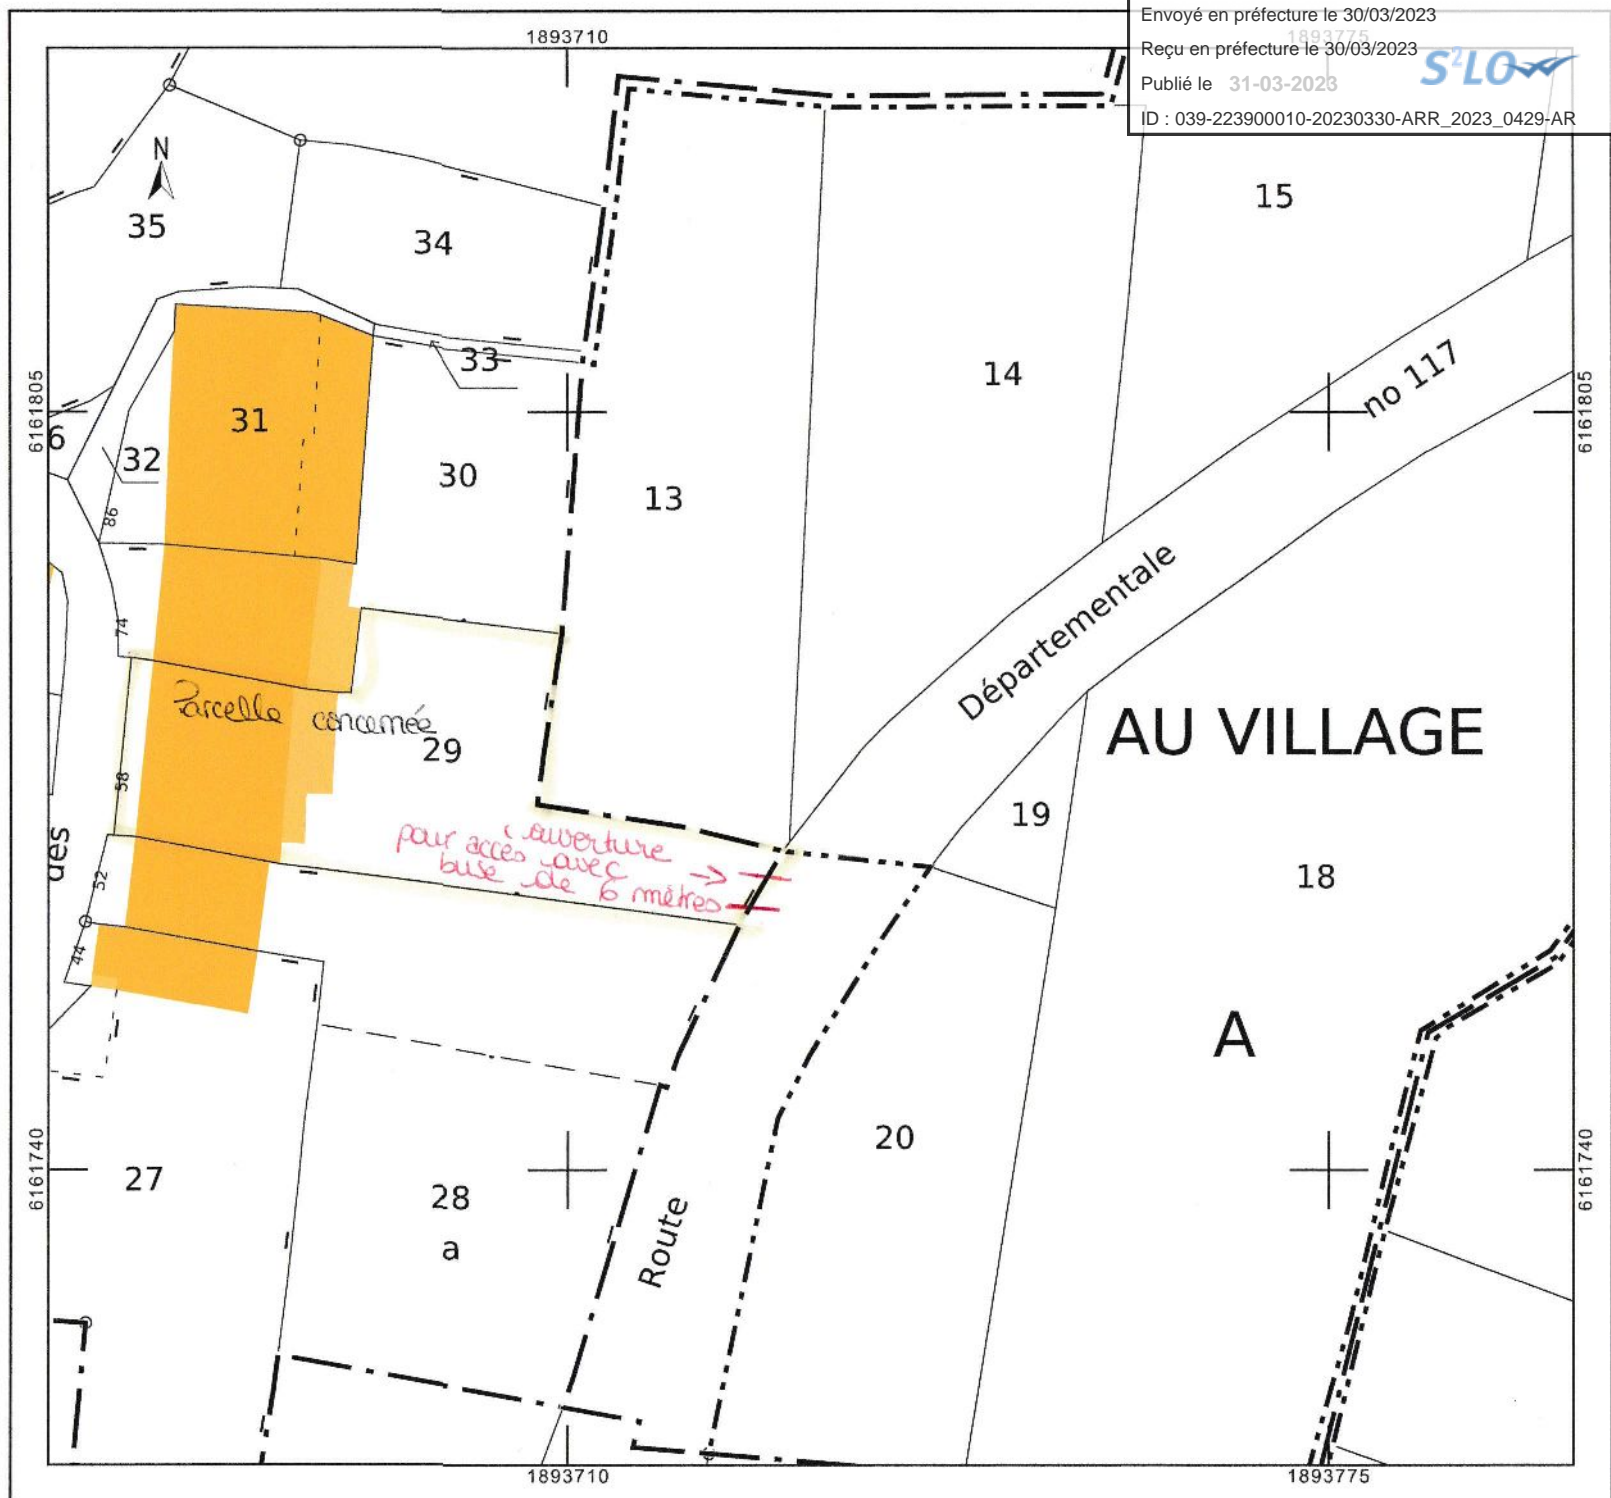 Envoyé en préfecture le 30/03/2023
Reçu en préfecture le 30/03/2023
Publié le 31-03-2023
S²LO
ID : 039-223900010-20230330-ARR_2023_0429-AR
1893710
1893775
N
35
34
15
33
14
6161805
6161805
no 117
31
6
32
30
13
86
Départementale
74
Parcelle concernée
29
AU VILLAGE
58
19
des
ouverture
pour accès avec
buse de 6 mètres
18
52
44
A
20
6161740
6161740
27
28
a
Route
1893710
1893775